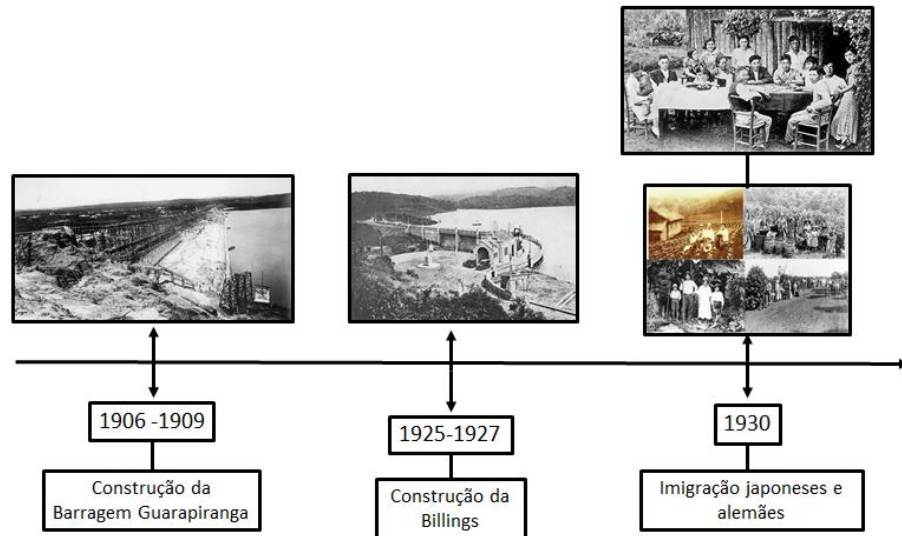 1906 -1909
Construção da
Barragem Guarapiranga
1925-1927
Construção da
Billings
1930
Imigração japoneses e
alemães